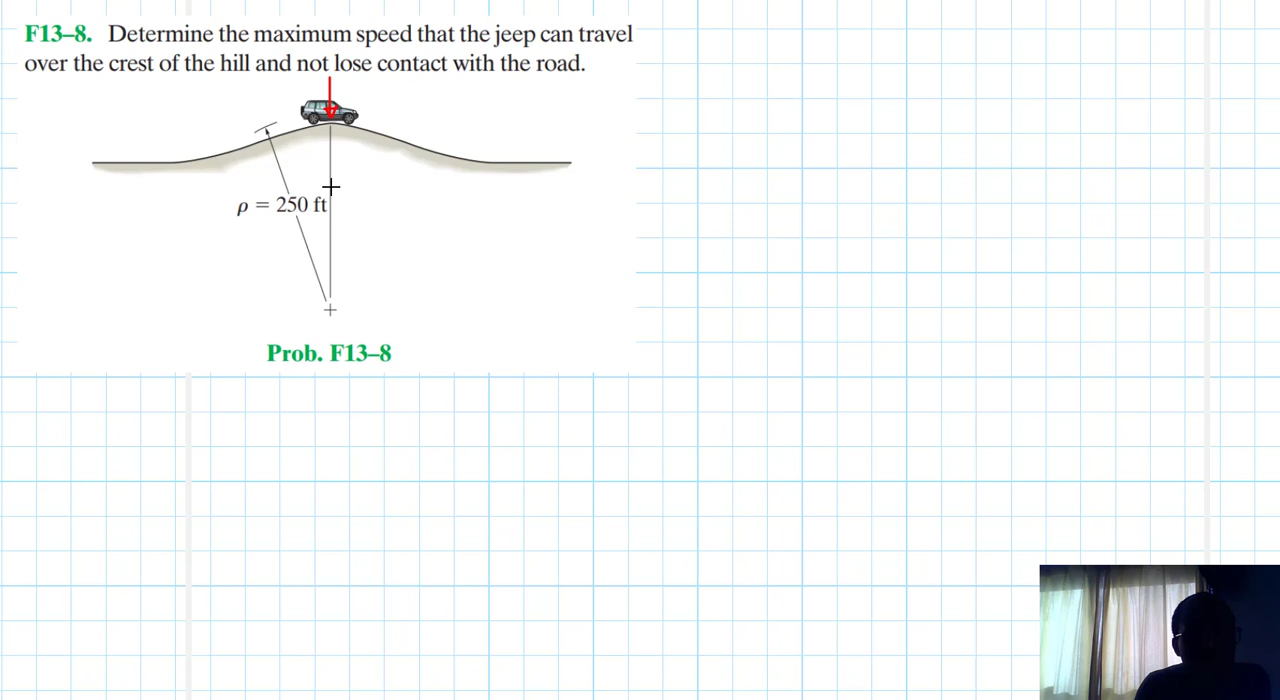 F13–8. Determine the maximum speed that the jeep can travel
over the crest of the hill and not lose contact with the road.
ρ = 250 ft
Prob. F13–8